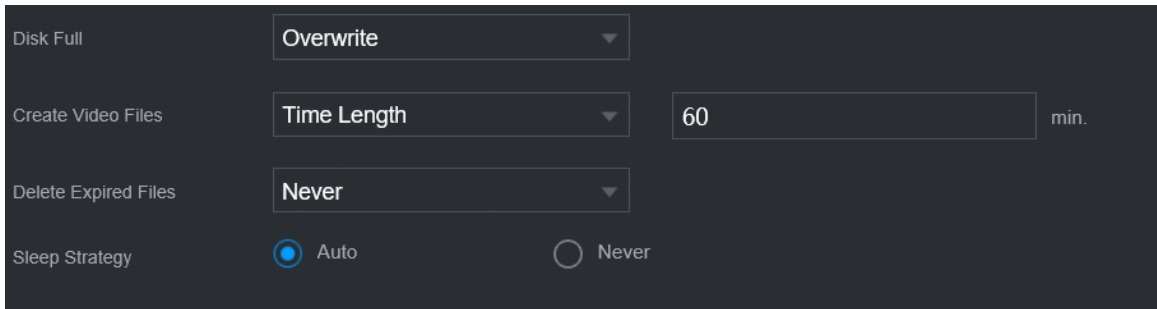 Disk Full Overwrite
Create Video Files Time Length 60 min.
Delete Expired Files Never
Sleep Strategy Auto Never